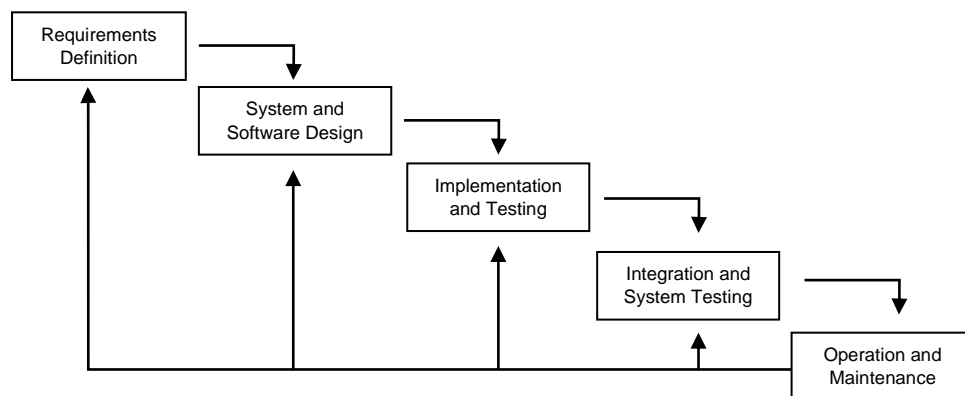 Requirements
Definition
System and
Software Design
Implementation
and Testing
Integration and
System Testing
Operation and
Maintenance